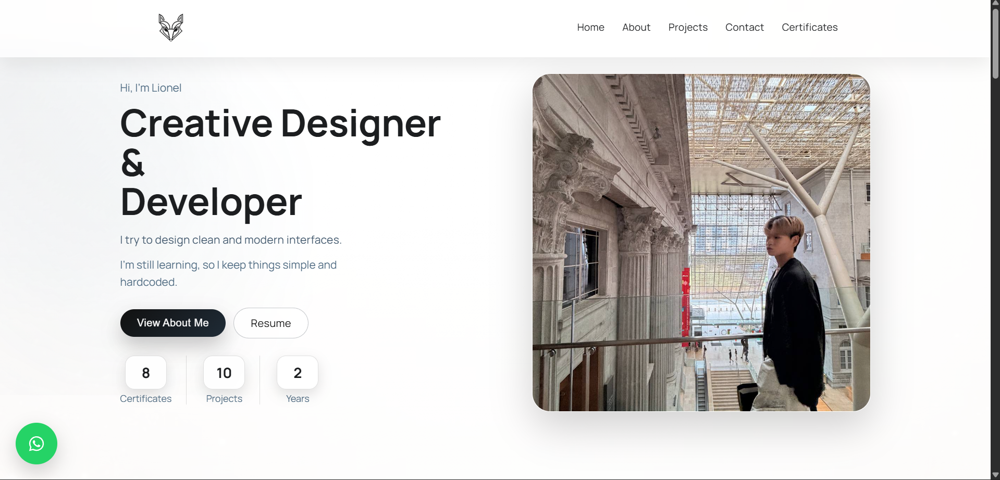 Home About Projects Contact Certificates
Hi, I'm Lionel
Creative Designer
&
Developer
I try to design clean and modern interfaces.
I'm still learning, so I keep things simple and
hardcoded.
View About Me Resume
8 10 2
Certificates Projects Years